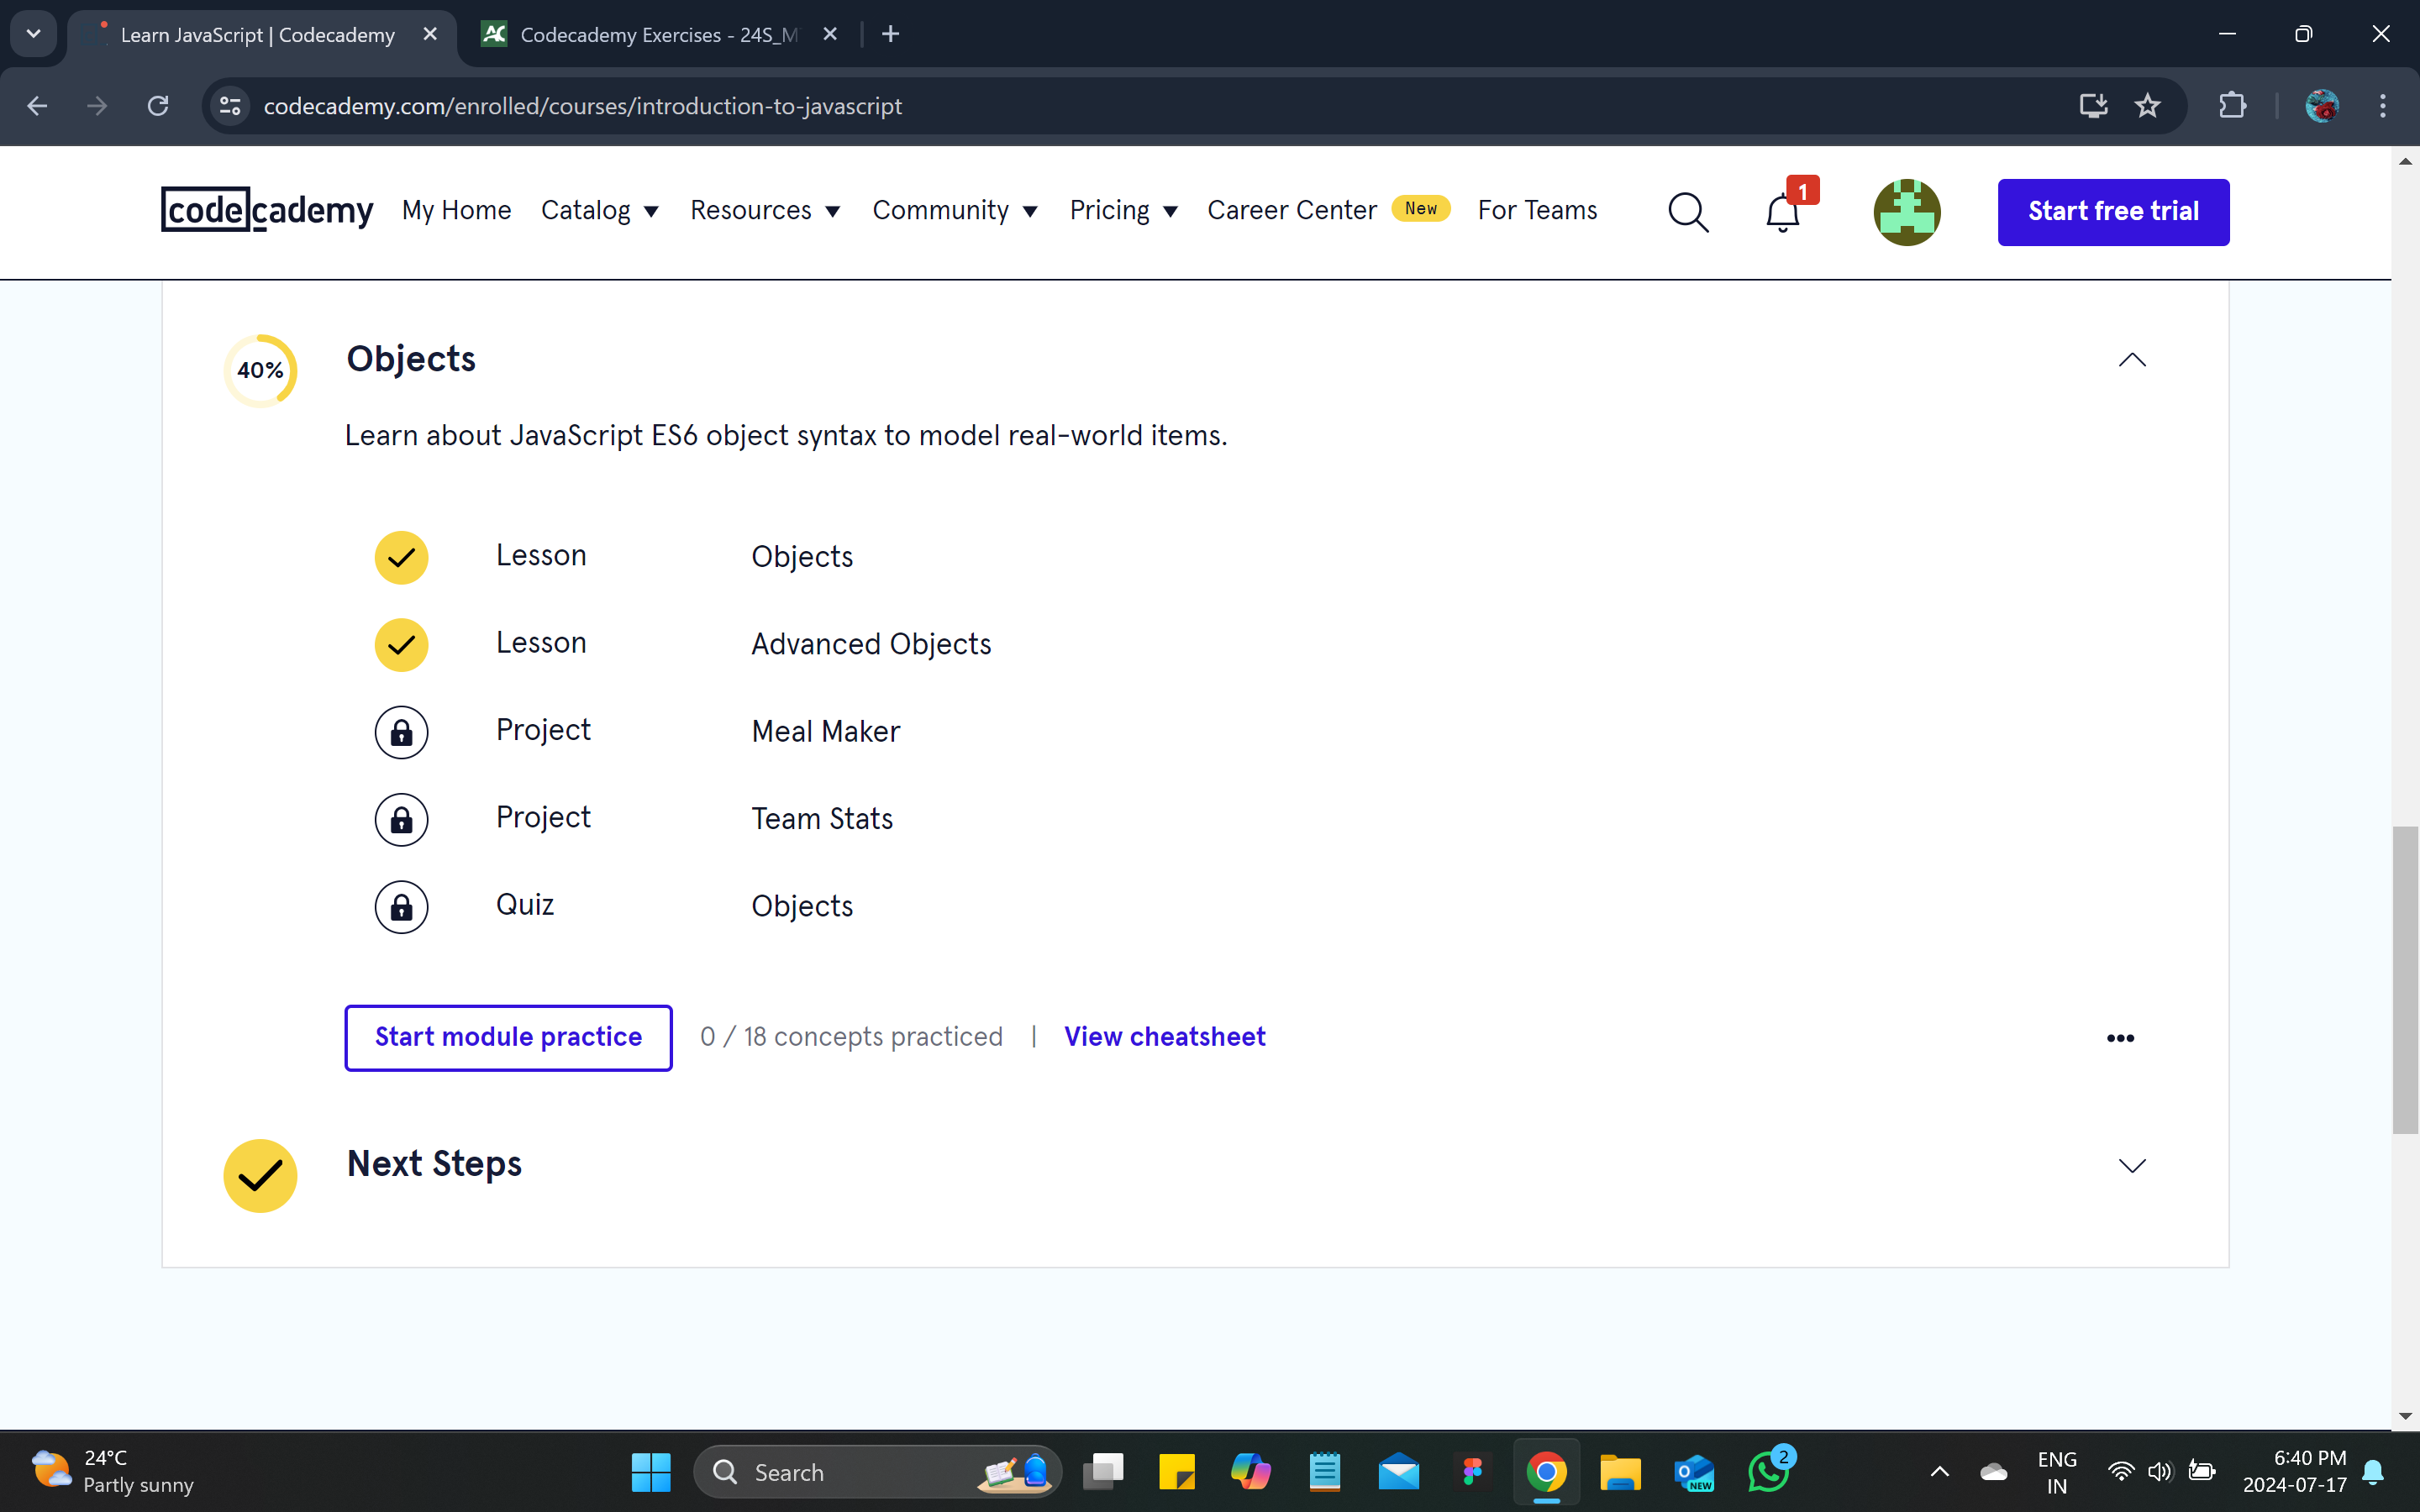 Learn JavaScript | Codecademy
Codecademy Exercises - 24S_M
codecademy.com/enrolled/courses/introduction-to-javascript
codecademy My Home Catalog Resources Community Pricing Career Center New For Teams 1 Start free trial
40% Objects
Learn about JavaScript ES6 object syntax to model real-world items.
Lesson Objects
Lesson Advanced Objects
Project Meal Maker
Project Team Stats
Quiz Objects
Start module practice 0 / 18 concepts practiced | View cheatsheet
Next Steps
24°C
Partly sunny
Search
NEW
2
ENG
IN
6:40 PM
2024-07-17